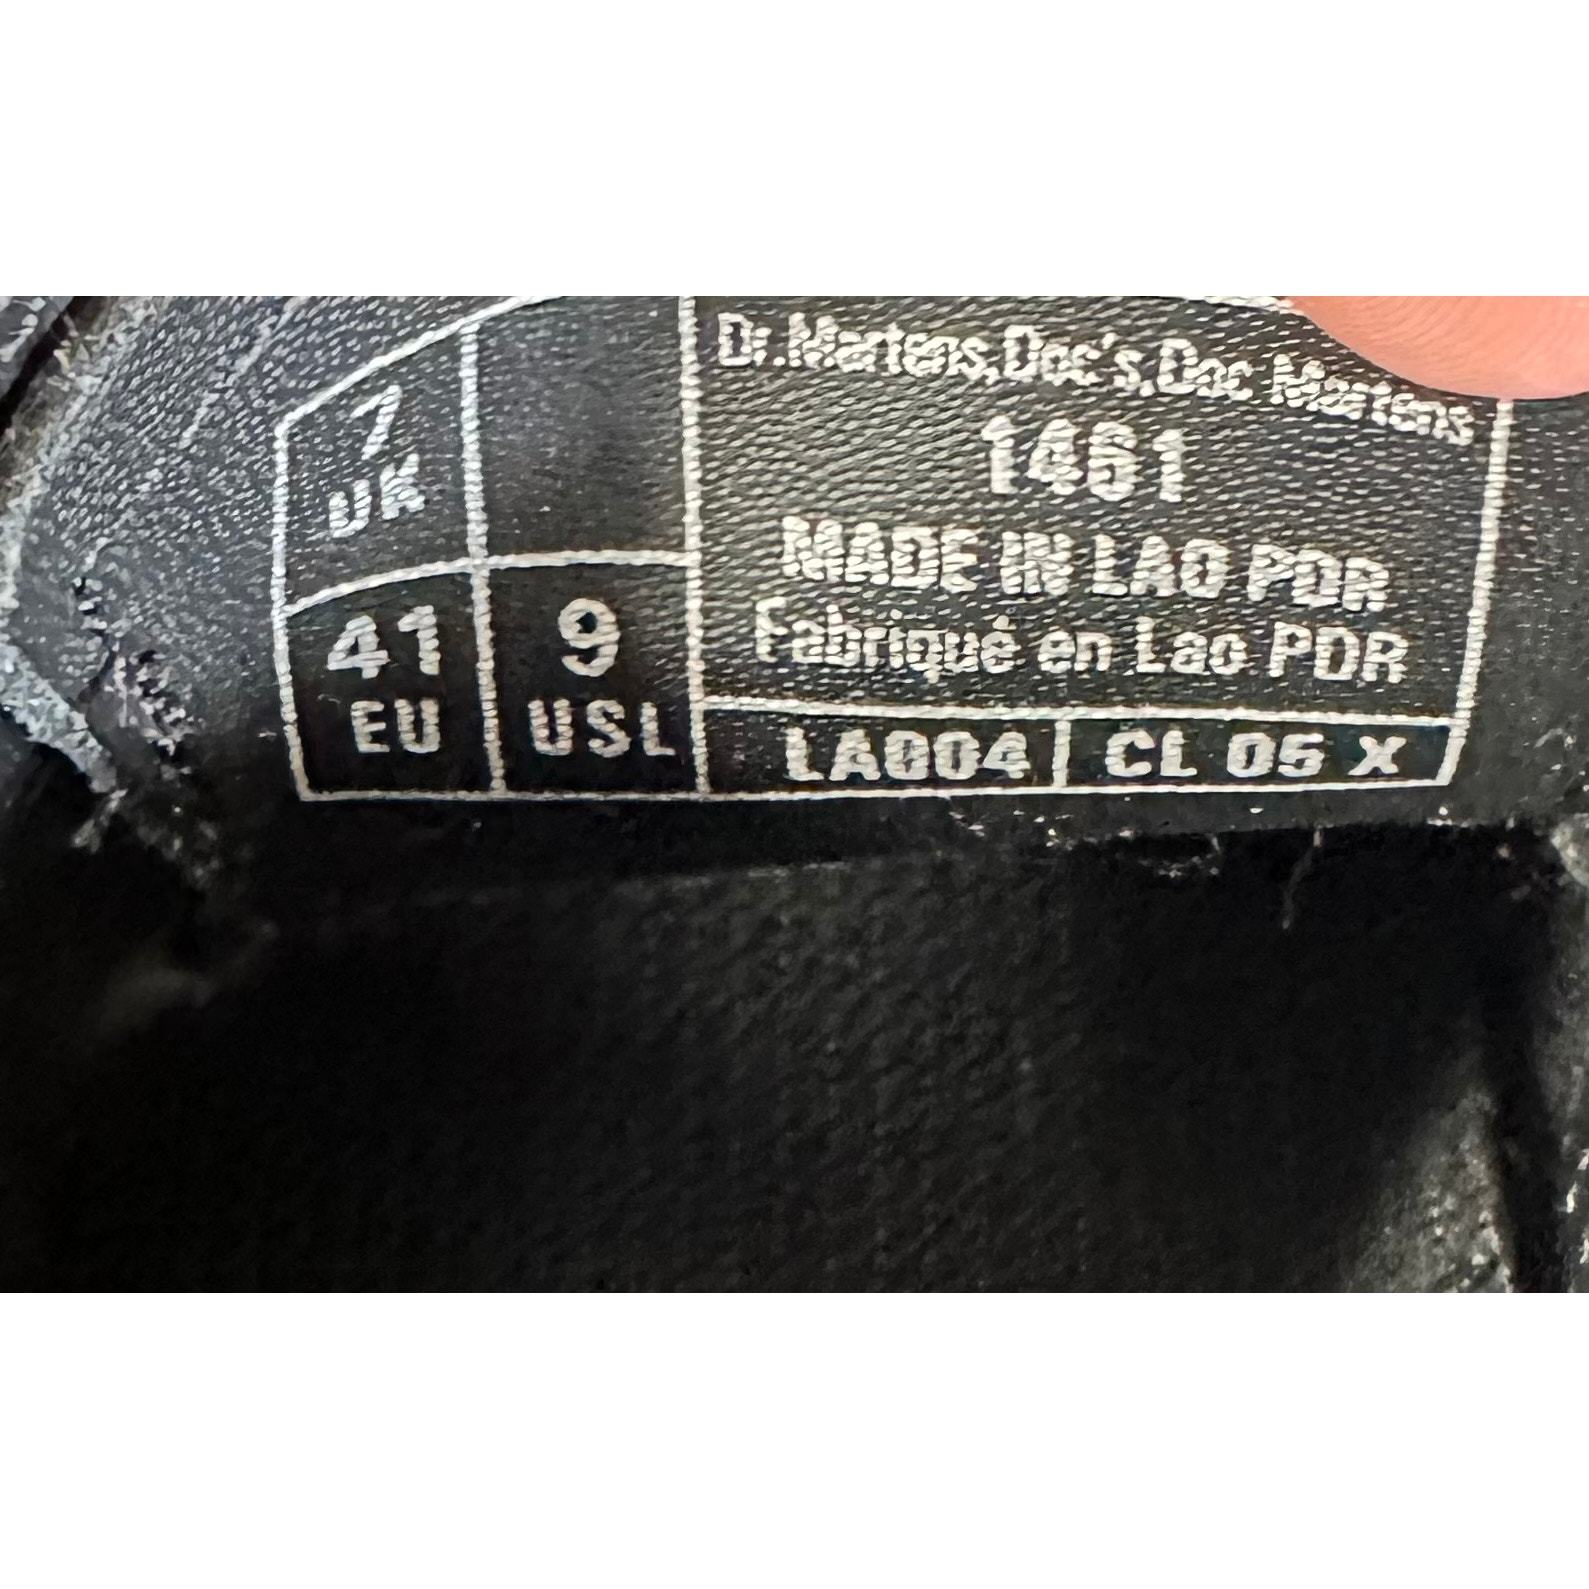 7
UK
41
EU
9
USL
Dr.Martens,Doc's,Doc Martens
1461
MADE IN LAO PDR
Fabriqué en Lao PDR
LA004
CL 05 X